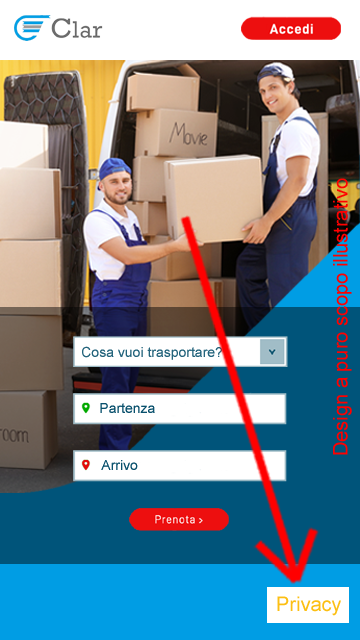 Clar
Accedi
Movie
Design a puro scopo illustrativo.
Cosa vuoi trasportare?
Partenza
room
Arrivo
Prenota >
Privacy